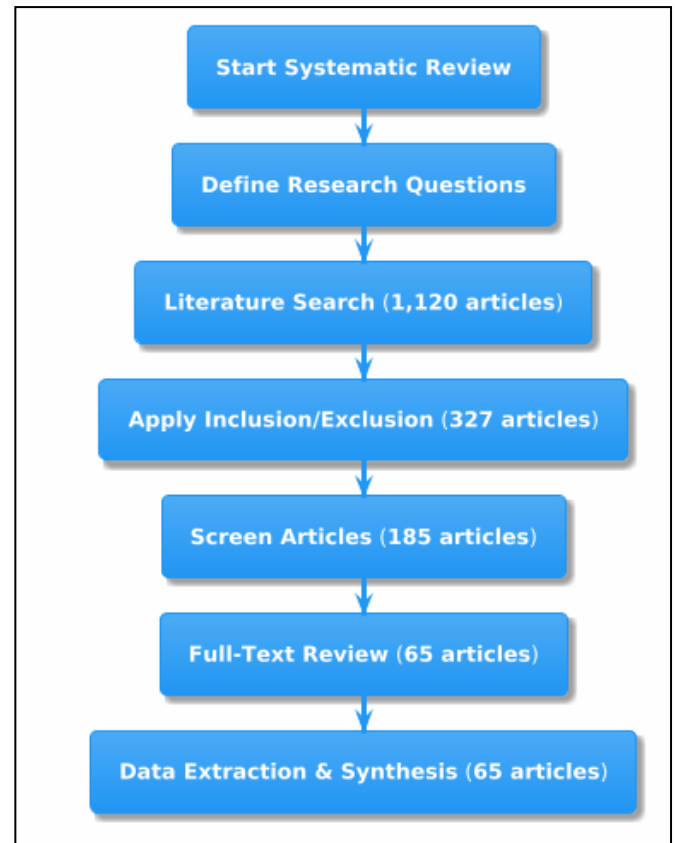 Start Systematic Review
Define Research Questions
Literature Search (1,120 articles)
Apply Inclusion/Exclusion (327 articles)
Screen Articles (185 articles)
Full-Text Review (65 articles)
Data Extraction & Synthesis (65 articles)